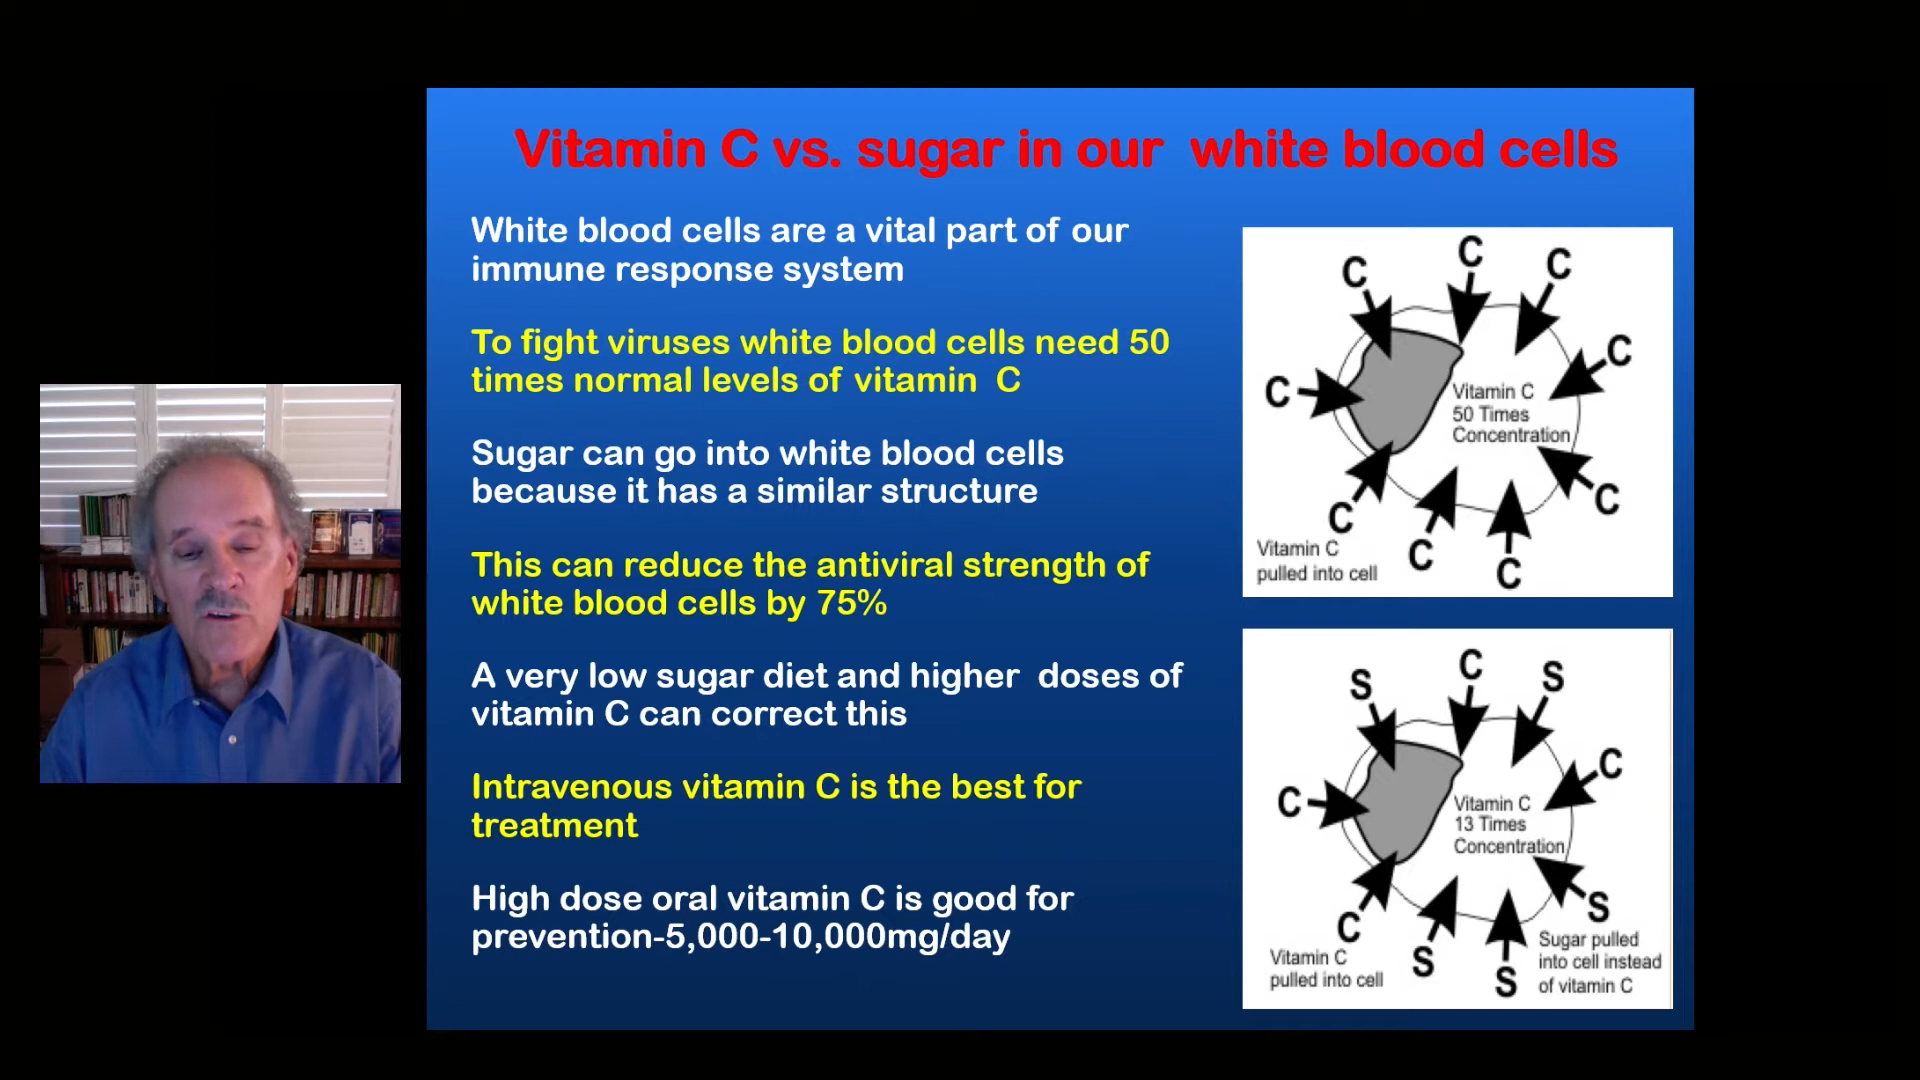 Vitamin C vs. sugar in our white blood cells
White blood cells are a vital part of our
immune response system
To fight viruses white blood cells need 50
times normal levels of vitamin C
Sugar can go into white blood cells
because it has a similar structure
This can reduce the antiviral strength of
white blood cells by 75%
A very low sugar diet and higher doses of
vitamin C can correct this
Intravenous vitamin C is the best for
treatment
High dose oral vitamin C is good for
prevention-5,000-10,000mg/day
C
C
C
C
C
Vitamin C
50 Times
Concentration
C
C
C
C
Vitamin C
pulled into cell
S
C
S
C
C
Vitamin C
13 Times
Concentration
S
C
S
S
Vitamin C
pulled into cell
Sugar pulled
into cell instead
of vitamin C